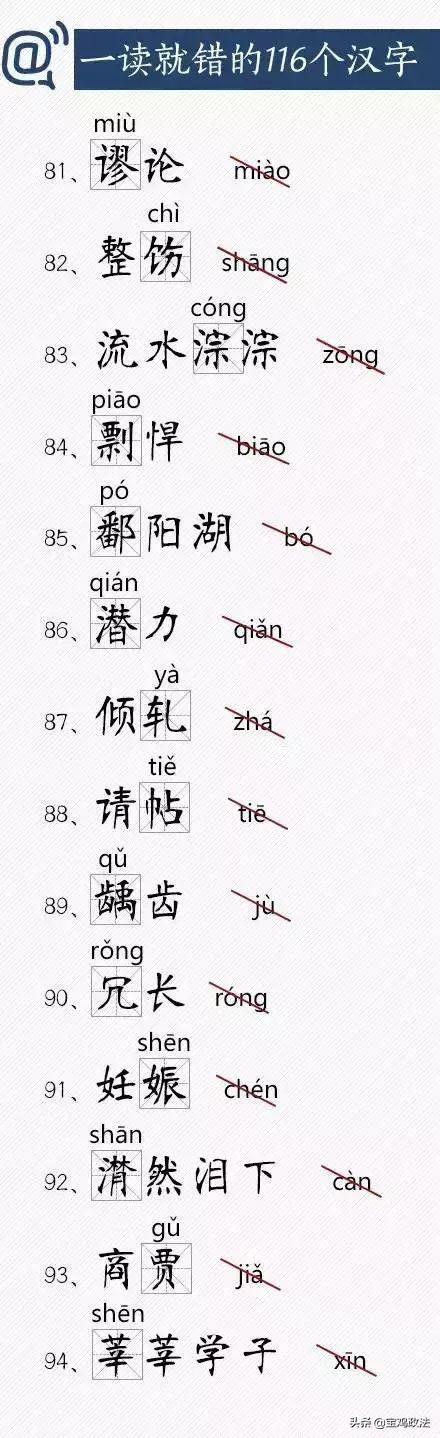 @ 一读就错的116个汉字
miù
81、谬论 miào
chì
82、整饬 shāng
cóng
83、流水淙淙 zōng
piāo
84、剽悍 biāo
pó
85、鄱阳湖 bó
qián
86、潜力 qiǎn
yà
87、倾轧 zhá
tiě
88、请帖 tiē
qǔ
89、龋齿 jù
rǒng
90、冗长 róng
shēn
91、妊娠 chén
shān
92、潸然泪下 càn
gǔ
93、商贾 jiǎ
shēn
94、莘莘学子 xīn
头条 @宝鸡政法